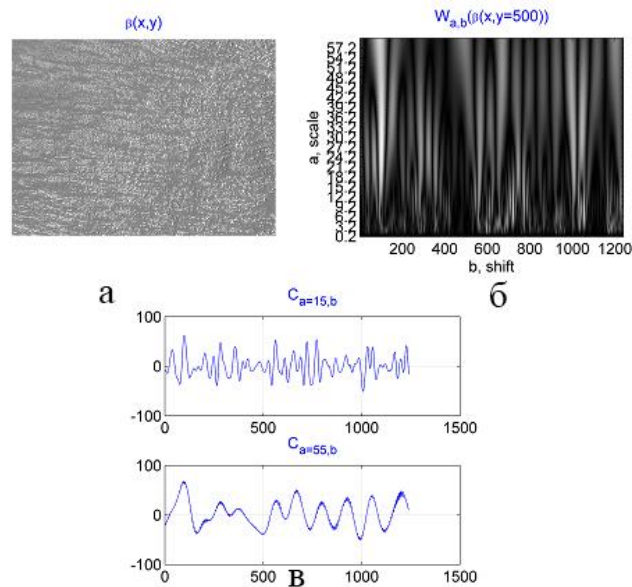 β(x,y)
W_{a,b}(β(x,y=500))
a, scale
57.2
54.2
51.2
48.2
45.2
42.2
39.2
36.2
33.2
30.2
27.2
24.2
21.2
18.2
15.2
12.2
9.2
6.2
3.2
0.2
200 400 600 800 1000 1200
b, shift
а
б
C_{a=15,b}
100
0
-100
0 500 1000 1500
C_{a=55,b}
100
0
-100
0 500 1000 1500
в